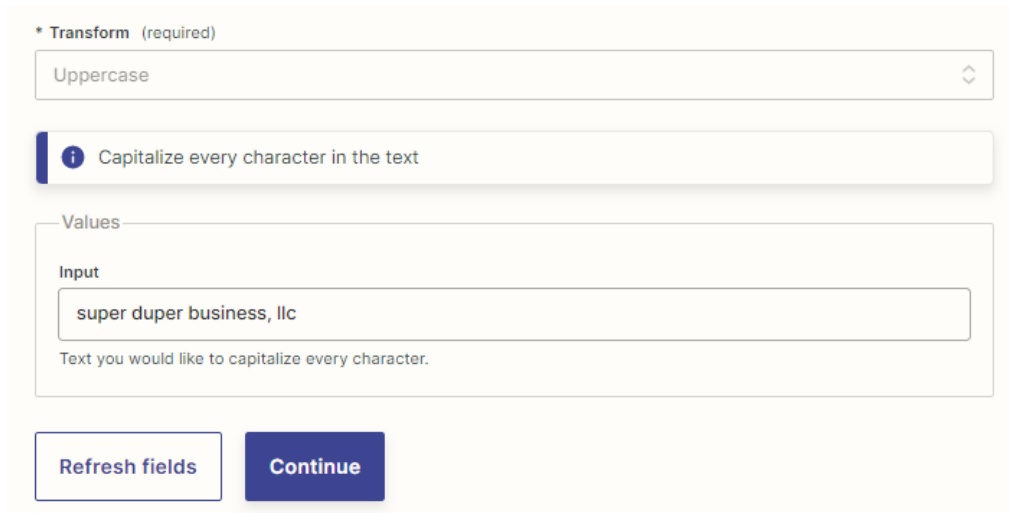 * Transform (required)
Uppercase
Capitalize every character in the text
Values
Input
super duper business, llc
Text you would like to capitalize every character.
Refresh fields
Continue